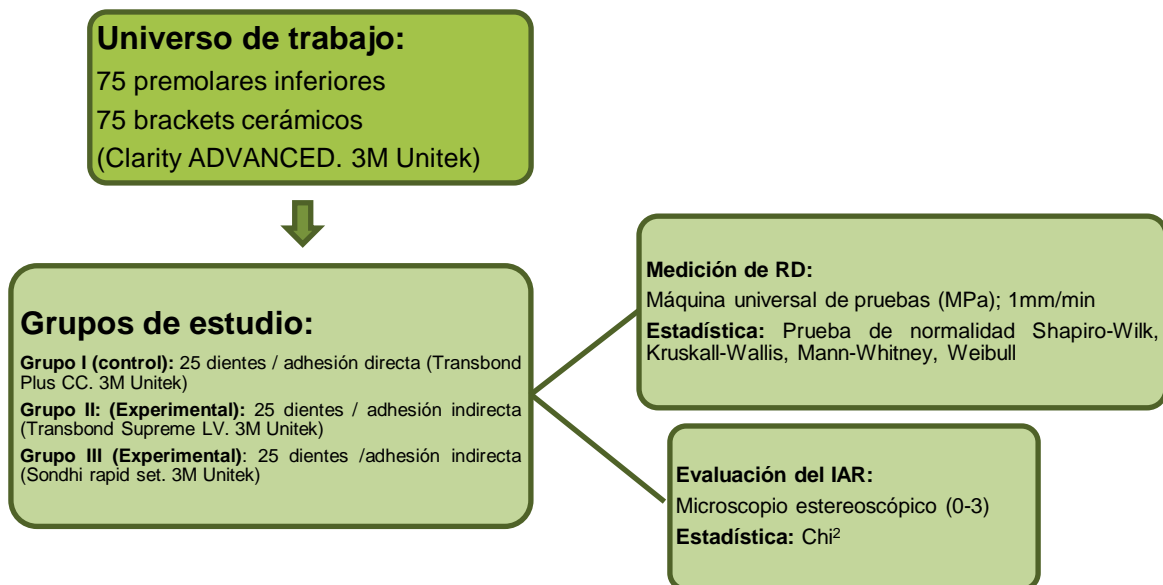 Universo de trabajo:
75 premolares inferiores
75 brackets cerámicos
(Clarity ADVANCED. 3M Unitek)
Grupos de estudio:
Grupo I (control): 25 dientes / adhesión directa (Transbond
Plus CC. 3M Unitek)
Grupo II: (Experimental): 25 dientes / adhesión indirecta
(Transbond Supreme LV. 3M Unitek)
Grupo III (Experimental): 25 dientes /adhesión indirecta
(Sondhi rapid set. 3M Unitek)
Medición de RD:
Máquina universal de pruebas (MPa); 1mm/min
Estadística: Prueba de normalidad Shapiro-Wilk,
Kruskall-Wallis, Mann-Whitney, Weibull
Evaluación del IAR:
Microscopio estereoscópico (0-3)
Estadística: Chi²